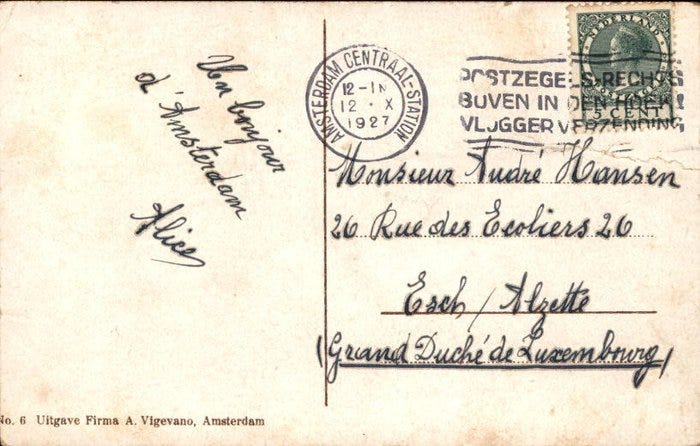 Un bonjour
d'Amsterdam
Alice
AMSTERDAM CENTRAAL-STATION
12-1N
12 · X
1927
POSTZEGELS RECHTS
BOVEN IN DEN HOEK!
VLUGGER VERZENDING
NEDERLAND
5 CENT
Monsieur André Hansen
26 Rue des Ecoliers 26
Esch / Alzette
(Grand Duché de Luxembourg)
No. 6 Uitgave Firma A. Vigevano, Amsterdam